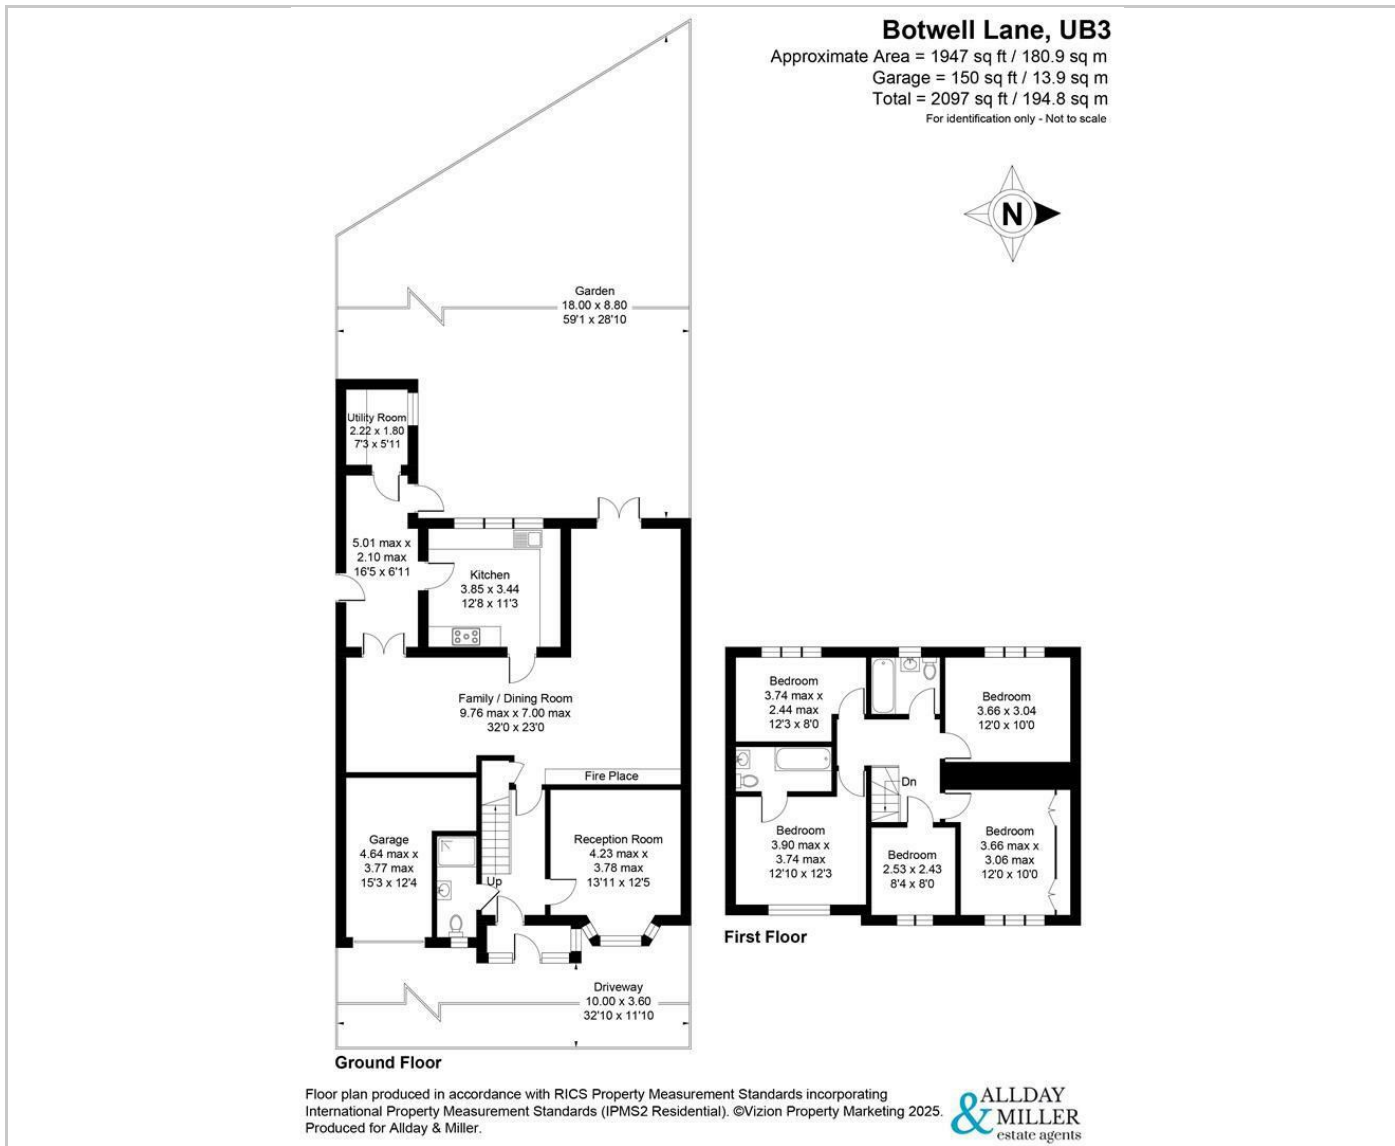 Botwell Lane, UB3
Approximate Area = 1947 sq ft / 180.9 sq m
Garage = 150 sq ft / 13.9 sq m
Total = 2097 sq ft / 194.8 sq m
For identification only - Not to scale
N
Garden
18.00 x 8.80
59'1 x 28'10
Utility Room
2.22 x 1.80
7'3 x 5'11
5.01 max x
2.10 max
16'5 x 6'11
Kitchen
3.85 x 3.44
12'8 x 11'3
Family / Dining Room
9.76 max x 7.00 max
32'0 x 23'0
Fire Place
Garage
4.64 max x
3.77 max
15'3 x 12'4
Up
Reception Room
4.23 max x
3.78 max
13'11 x 12'5
Driveway
10.00 x 3.60
32'10 x 11'10
Ground Floor
Bedroom
3.74 max x
2.44 max
12'3 x 8'0
Bedroom
3.66 x 3.04
12'0 x 10'0
Dn
Bedroom
3.90 max x
3.74 max
12'10 x 12'3
Bedroom
2.53 x 2.43
8'4 x 8'0
Bedroom
3.66 max x
3.06 max
12'0 x 10'0
First Floor
Floor plan produced in accordance with RICS Property Measurement Standards incorporating
International Property Measurement Standards (IPMS2 Residential). ©Vizion Property Marketing 2025.
Produced for Allday & Miller.
ALLDAY
& MILLER
estate agents